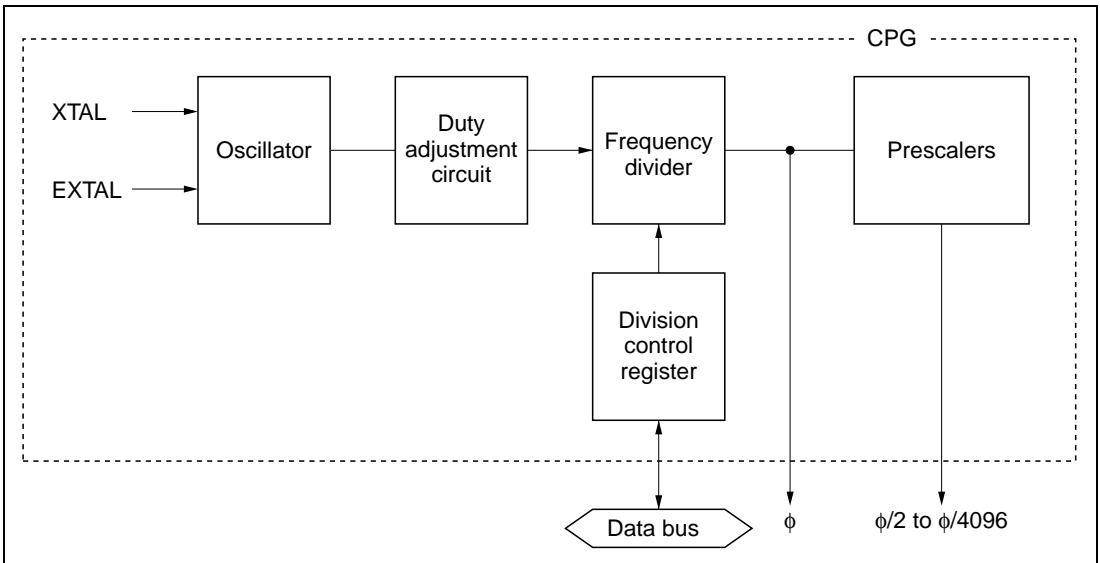 CPG
XTAL
EXTAL
Oscillator
Duty
adjustment
circuit
Frequency
divider
Prescalers
Division
control
register
Data bus
ϕ
ϕ/2 to ϕ/4096